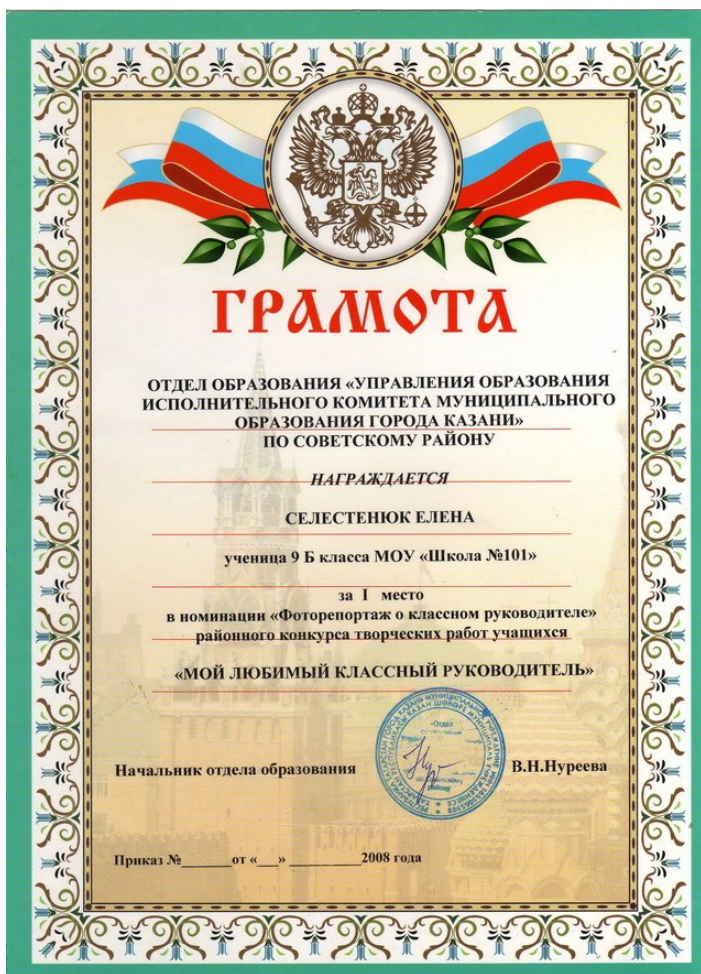 ГРАМОТА
ОТДЕЛ ОБРАЗОВАНИЯ «УПРАВЛЕНИЯ ОБРАЗОВАНИЯ
ИСПОЛНИТЕЛЬНОГО КОМИТЕТА МУНИЦИПАЛЬНОГО
ОБРАЗОВАНИЯ ГОРОДА КАЗАНИ»
ПО СОВЕТСКОМУ РАЙОНУ
НАГРАЖДАЕТСЯ
СЕЛЕСТЕНЮК ЕЛЕНА
ученица 9 Б класса МОУ «Школа №101»
за I место
в номинации «Фоторепортаж о классном руководителе»
районного конкурса творческих работ учащихся
«МОЙ ЛЮБИМЫЙ КЛАССНЫЙ РУКОВОДИТЕЛЬ»
Начальник отдела образования В.Н.Нуреева
Приказ №______от «___» __________2008 года